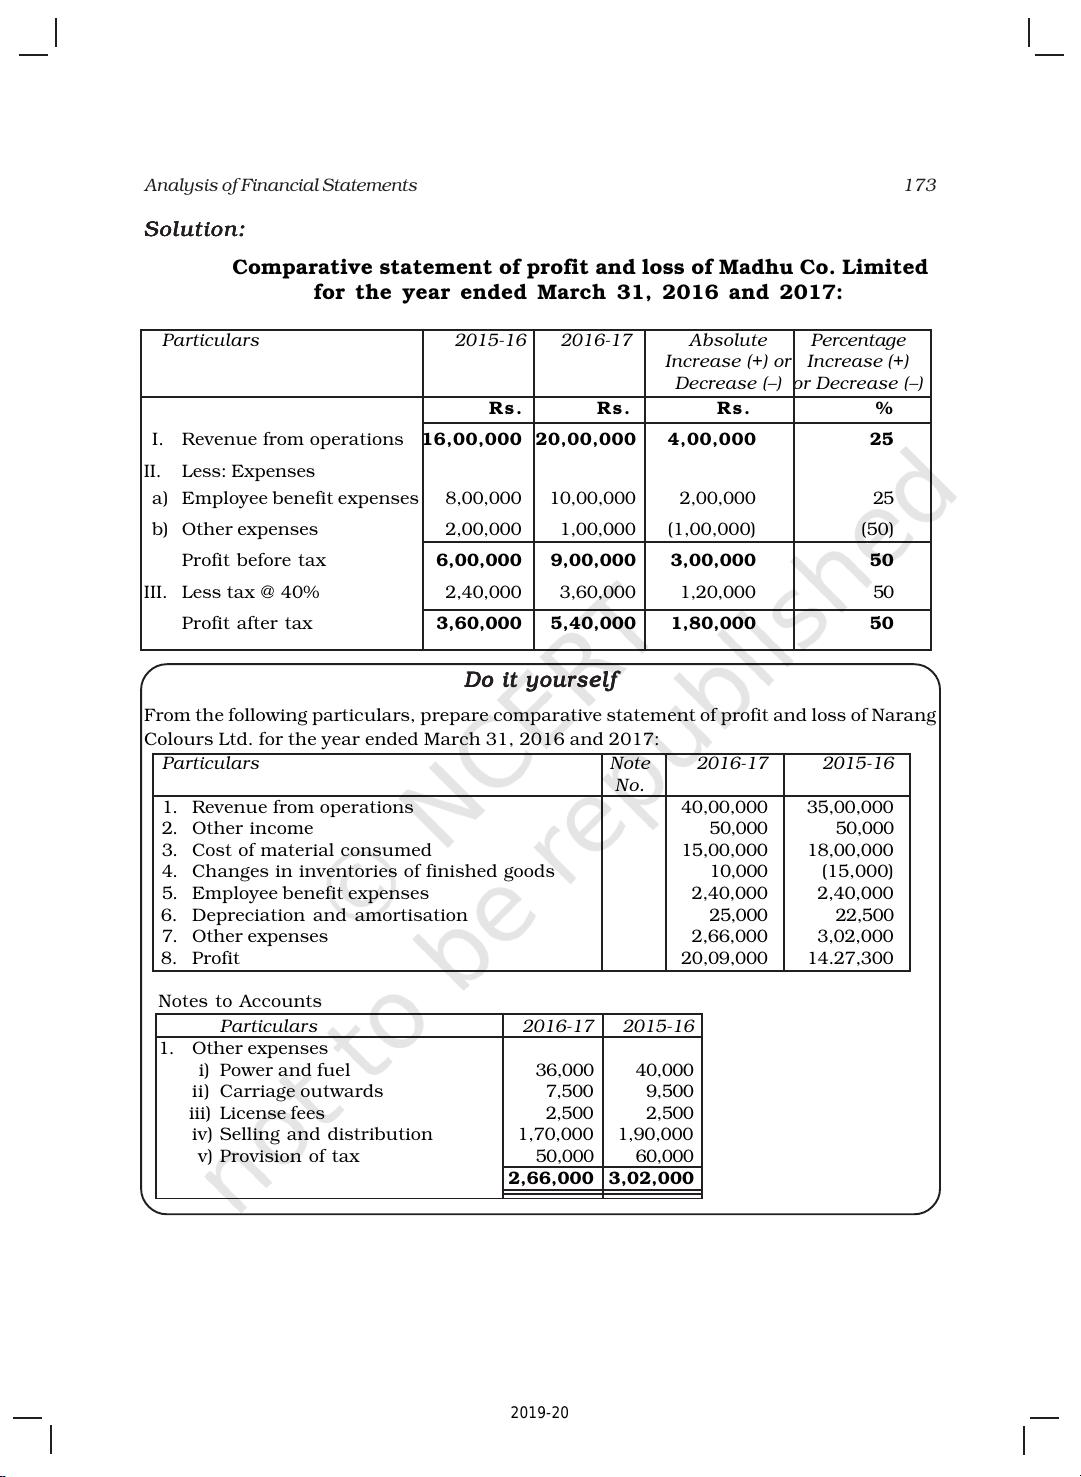 Analysis of Financial Statements 173
Solution:
Comparative statement of profit and loss of Madhu Co. Limited
for the year ended March 31, 2016 and 2017:
Particulars 2015-16 2016-17 Absolute Percentage
Increase (+) or Increase (+)
Decrease (–) or Decrease (–)
Rs. Rs. Rs. %
I. Revenue from operations 16,00,000 20,00,000 4,00,000 25
II. Less: Expenses
a) Employee benefit expenses 8,00,000 10,00,000 2,00,000 25
b) Other expenses 2,00,000 1,00,000 (1,00,000) (50)
Profit before tax 6,00,000 9,00,000 3,00,000 50
III. Less tax @ 40% 2,40,000 3,60,000 1,20,000 50
Profit after tax 3,60,000 5,40,000 1,80,000 50
Do it yourself
From the following particulars, prepare comparative statement of profit and loss of Narang
Colours Ltd. for the year ended March 31, 2016 and 2017:
Particulars Note 2016-17 2015-16
No.
1. Revenue from operations 40,00,000 35,00,000
2. Other income 50,000 50,000
3. Cost of material consumed 15,00,000 18,00,000
4. Changes in inventories of finished goods 10,000 (15,000)
5. Employee benefit expenses 2,40,000 2,40,000
6. Depreciation and amortisation 25,000 22,500
7. Other expenses 2,66,000 3,02,000
8. Profit 20,09,000 14.27,300
Notes to Accounts
Particulars 2016-17 2015-16
1. Other expenses
i) Power and fuel 36,000 40,000
ii) Carriage outwards 7,500 9,500
iii) License fees 2,500 2,500
iv) Selling and distribution 1,70,000 1,90,000
v) Provision of tax 50,000 60,000
2,66,000 3,02,000
© NCERT
not to be republished
2019-20